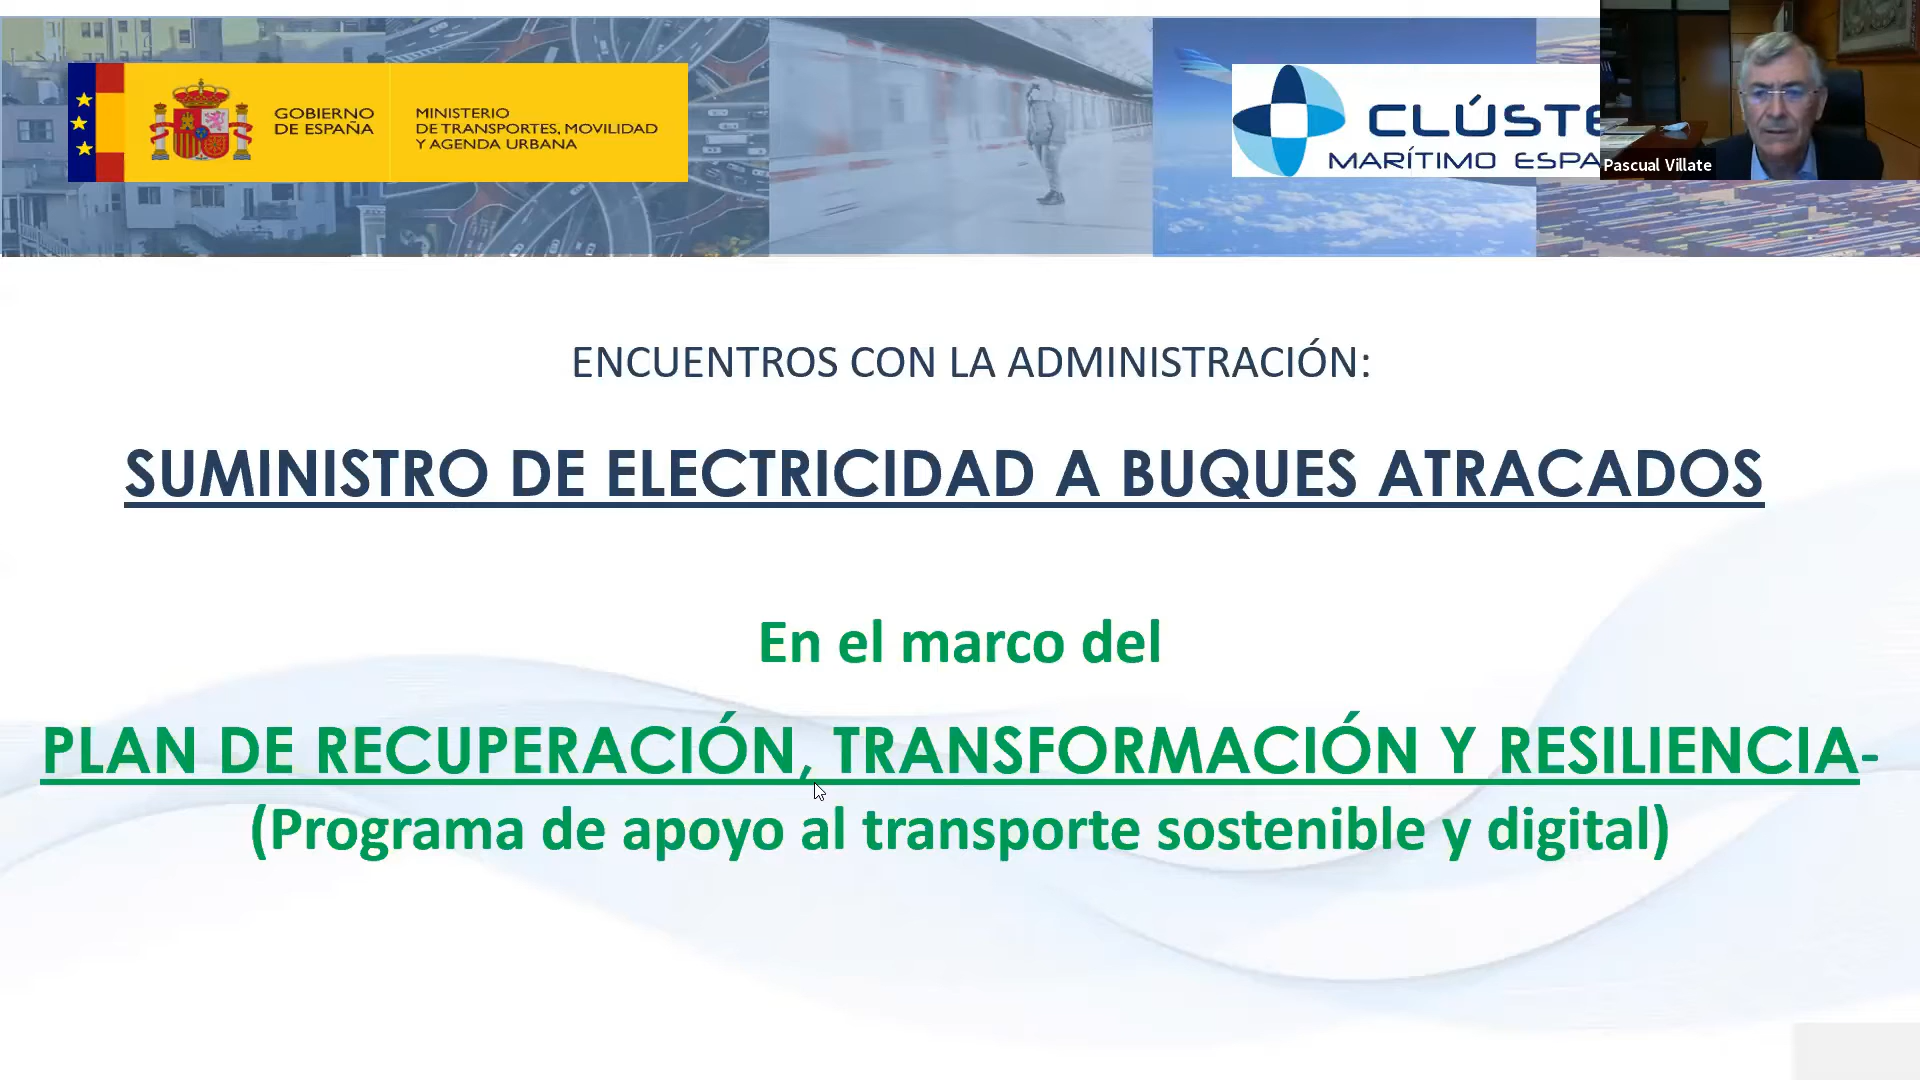 GOBIERNO
DE ESPAÑA
MINISTERIO
DE TRANSPORTES, MOVILIDAD
Y AGENDA URBANA
CLÚSTE
MARÍTIMO ESPA
Pascual Villate
ENCUENTROS CON LA ADMINISTRACIÓN:
SUMINISTRO DE ELECTRICIDAD A BUQUES ATRACADOS
En el marco del
PLAN DE RECUPERACIÓN, TRANSFORMACIÓN Y RESILIENCIA-
(Programa de apoyo al transporte sostenible y digital)